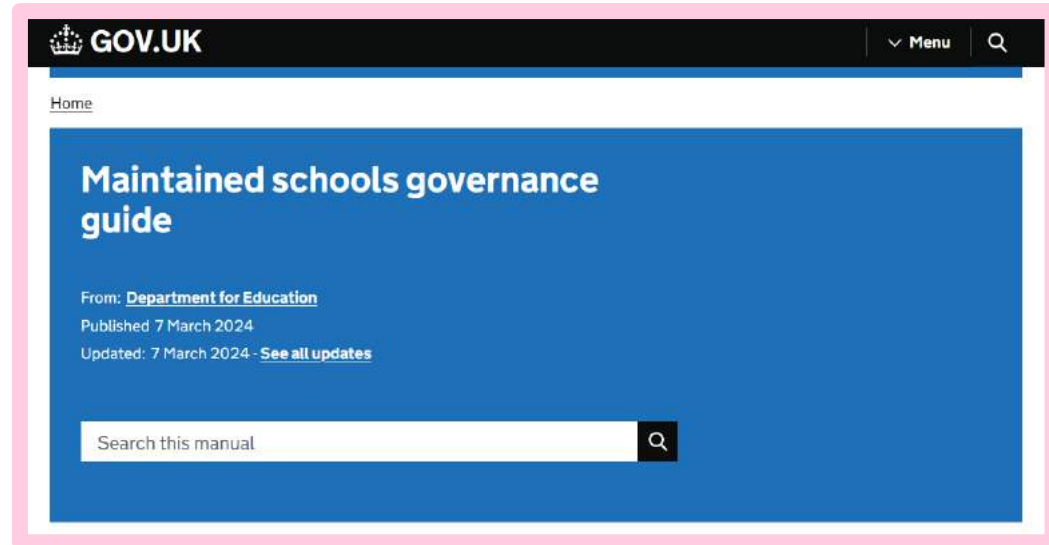 GOV.UK
Menu
Home
Maintained schools governance
guide
From: Department for Education
Published 7 March 2024
Updated: 7 March 2024 - See all updates
Search this manual